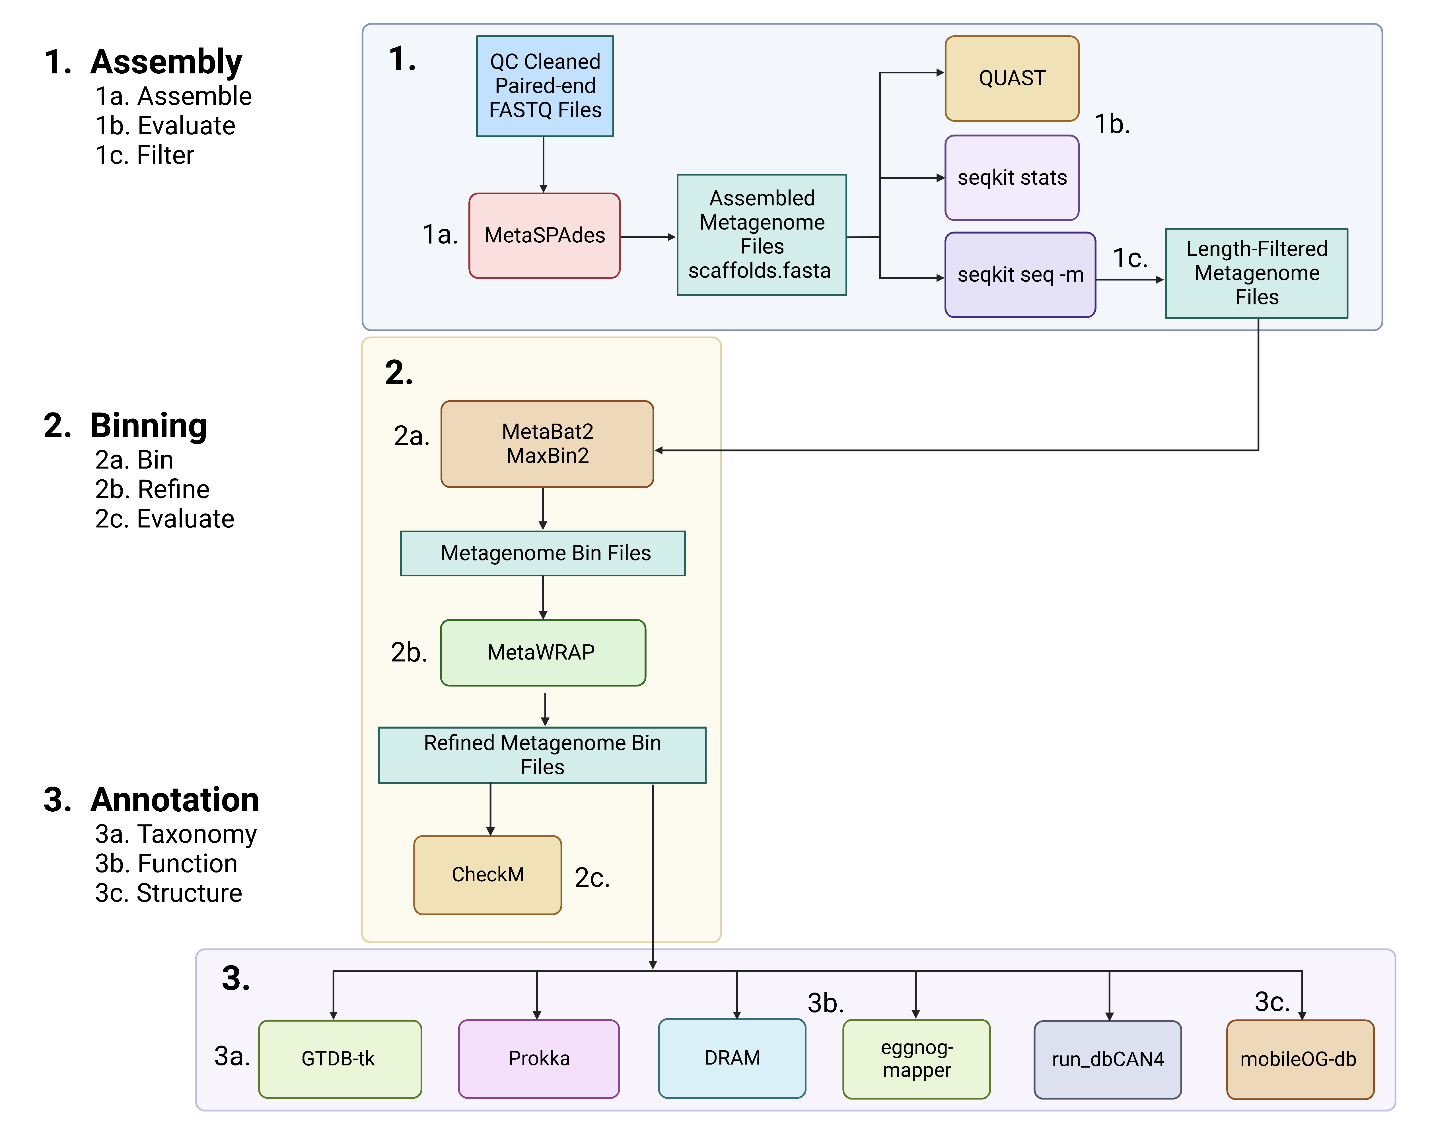 1. Assembly
1a. Assemble
1b. Evaluate
1c. Filter
2. Binning
2a. Bin
2b. Refine
2c. Evaluate
3. Annotation
3a. Taxonomy
3b. Function
3c. Structure
1.
QC Cleaned
Paired-end
FASTQ Files
1a.
MetaSPAdes
Assembled
Metagenome
Files
scaffolds.fasta
QUAST
1b.
seqkit stats
seqkit seq -m
1c.
Length-Filtered
Metagenome
Files
2.
2a.
MetaBat2
MaxBin2
Metagenome Bin Files
2b.
MetaWRAP
Refined Metagenome Bin
Files
CheckM
2c.
3.
3a.
GTDB-tk
Prokka
DRAM
3b.
eggnog-
mapper
run_dbCAN4
3c.
mobileOG-db